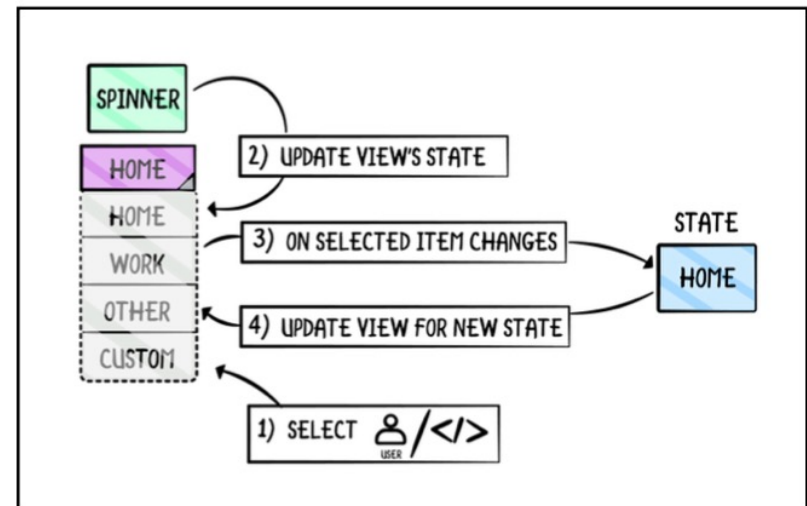 SPINNER
HOME
HOME
WORK
OTHER
CUSTOM
2) UPDATE VIEW'S STATE
3) ON SELECTED ITEM CHANGES
4) UPDATE VIEW FOR NEW STATE
1) SELECT USER /</>
STATE
HOME